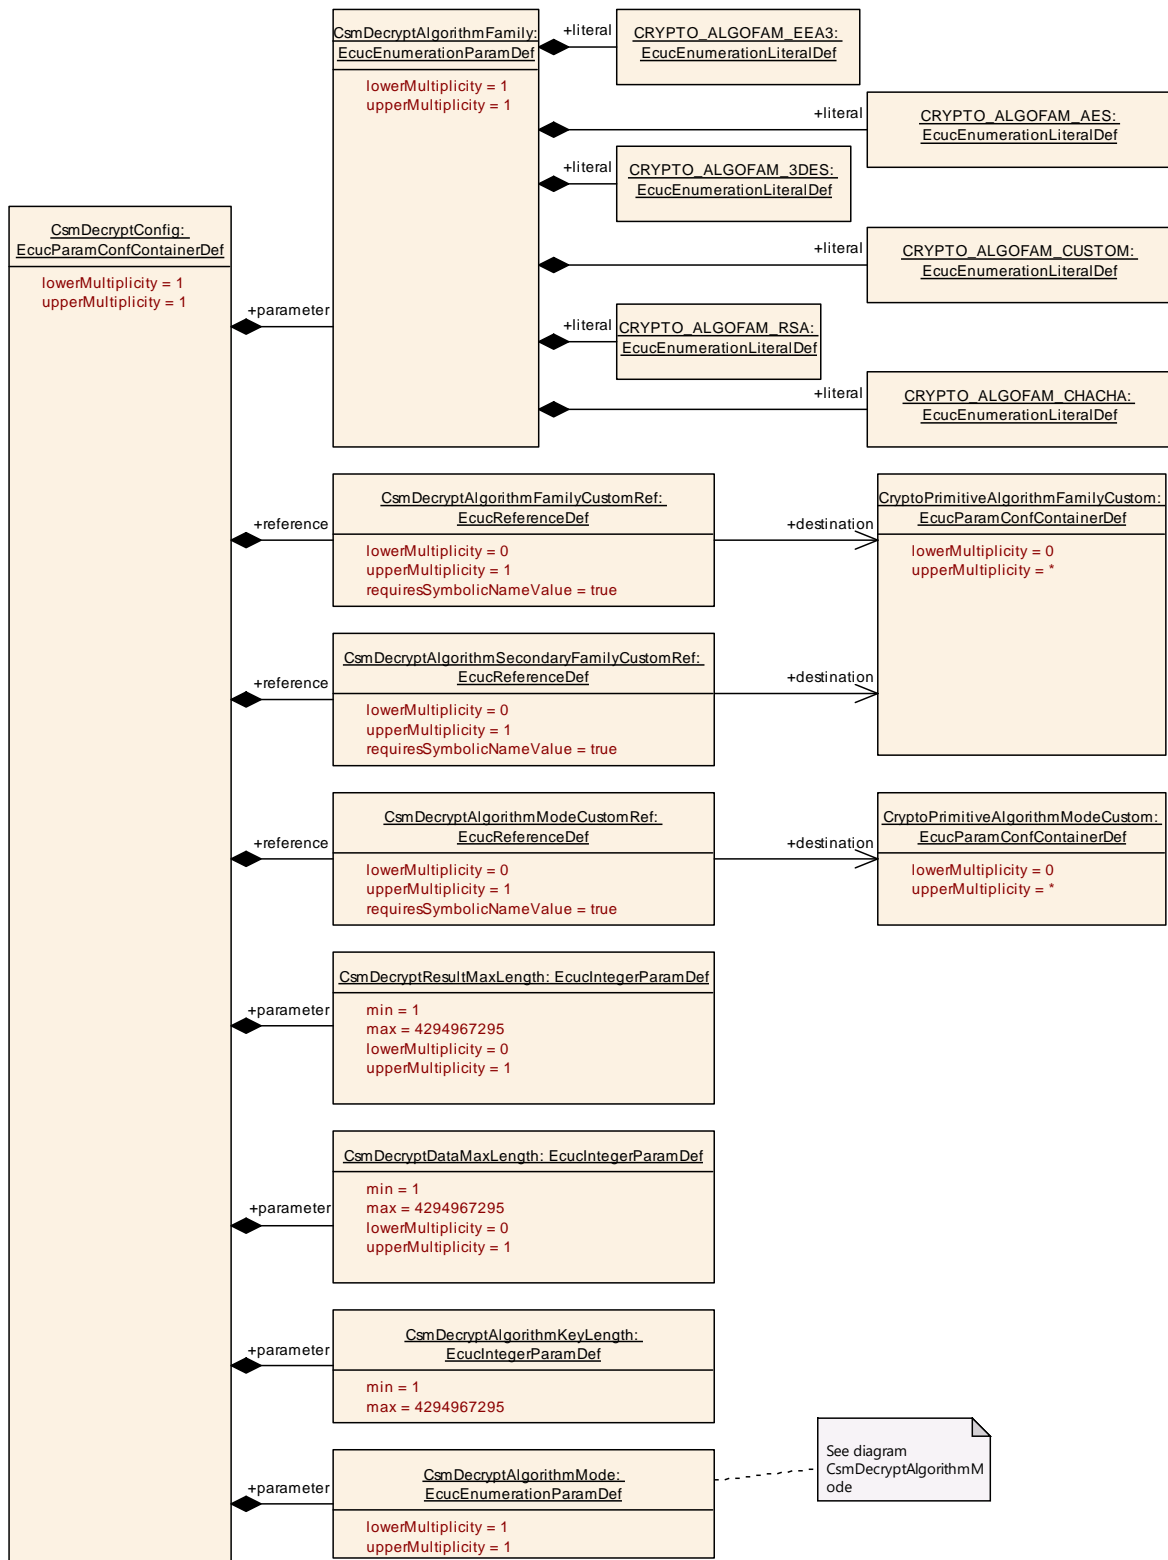 CsmDecryptAlgorithmFamily:
EcucEnumerationParamDef
lowerMultiplicity = 1
upperMultiplicity = 1
+literal
CRYPTO_ALGOFAM_EEA3:
EcucEnumerationLiteralDef
+literal
CRYPTO_ALGOFAM_AES:
EcucEnumerationLiteralDef
+literal
CRYPTO_ALGOFAM_3DES:
EcucEnumerationLiteralDef
CsmDecryptConfig:
EcucParamConfContainerDef
lowerMultiplicity = 1
upperMultiplicity = 1
+literal
CRYPTO_ALGOFAM_CUSTOM:
EcucEnumerationLiteralDef
+parameter
+literal
CRYPTO_ALGOFAM_RSA:
EcucEnumerationLiteralDef
+literal
CRYPTO_ALGOFAM_CHACHA:
EcucEnumerationLiteralDef
+reference
CsmDecryptAlgorithmFamilyCustomRef:
EcucReferenceDef
lowerMultiplicity = 0
upperMultiplicity = 1
requiresSymbolicNameValue = true
+destination
CryptoPrimitiveAlgorithmFamilyCustom:
EcucParamConfContainerDef
lowerMultiplicity = 0
upperMultiplicity = *
+reference
CsmDecryptAlgorithmSecondaryFamilyCustomRef:
EcucReferenceDef
lowerMultiplicity = 0
upperMultiplicity = 1
requiresSymbolicNameValue = true
+destination
+reference
CsmDecryptAlgorithmModeCustomRef:
EcucReferenceDef
lowerMultiplicity = 0
upperMultiplicity = 1
requiresSymbolicNameValue = true
+destination
CryptoPrimitiveAlgorithmModeCustom:
EcucParamConfContainerDef
lowerMultiplicity = 0
upperMultiplicity = *
+parameter
CsmDecryptResultMaxLength: EcucIntegerParamDef
min = 1
max = 4294967295
lowerMultiplicity = 0
upperMultiplicity = 1
+parameter
CsmDecryptDataMaxLength: EcucIntegerParamDef
min = 1
max = 4294967295
lowerMultiplicity = 0
upperMultiplicity = 1
+parameter
CsmDecryptAlgorithmKeyLength:
EcucIntegerParamDef
min = 1
max = 4294967295
+parameter
CsmDecryptAlgorithmMode:
EcucEnumerationParamDef
lowerMultiplicity = 1
upperMultiplicity = 1
See diagram
CsmDecryptAlgorithmM
ode